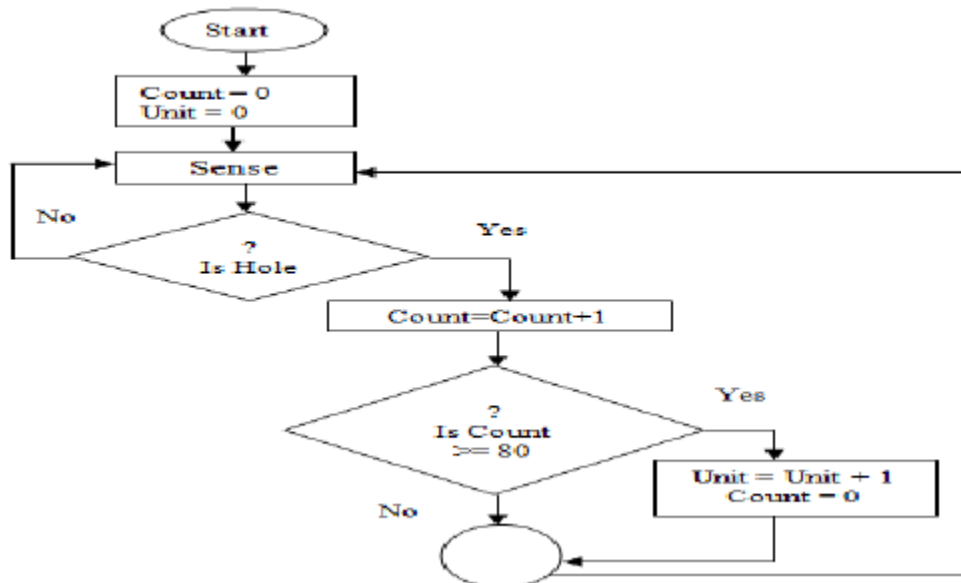 Start
Count = 0
Unit = 0
Sense
No
Yes
?
Is Hole
Count=Count+1
?
Is Count
>= 80
Yes
Unit = Unit + 1
Count = 0
No